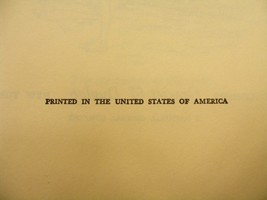 PRINTED IN THE UNITED STATES OF AMERICA